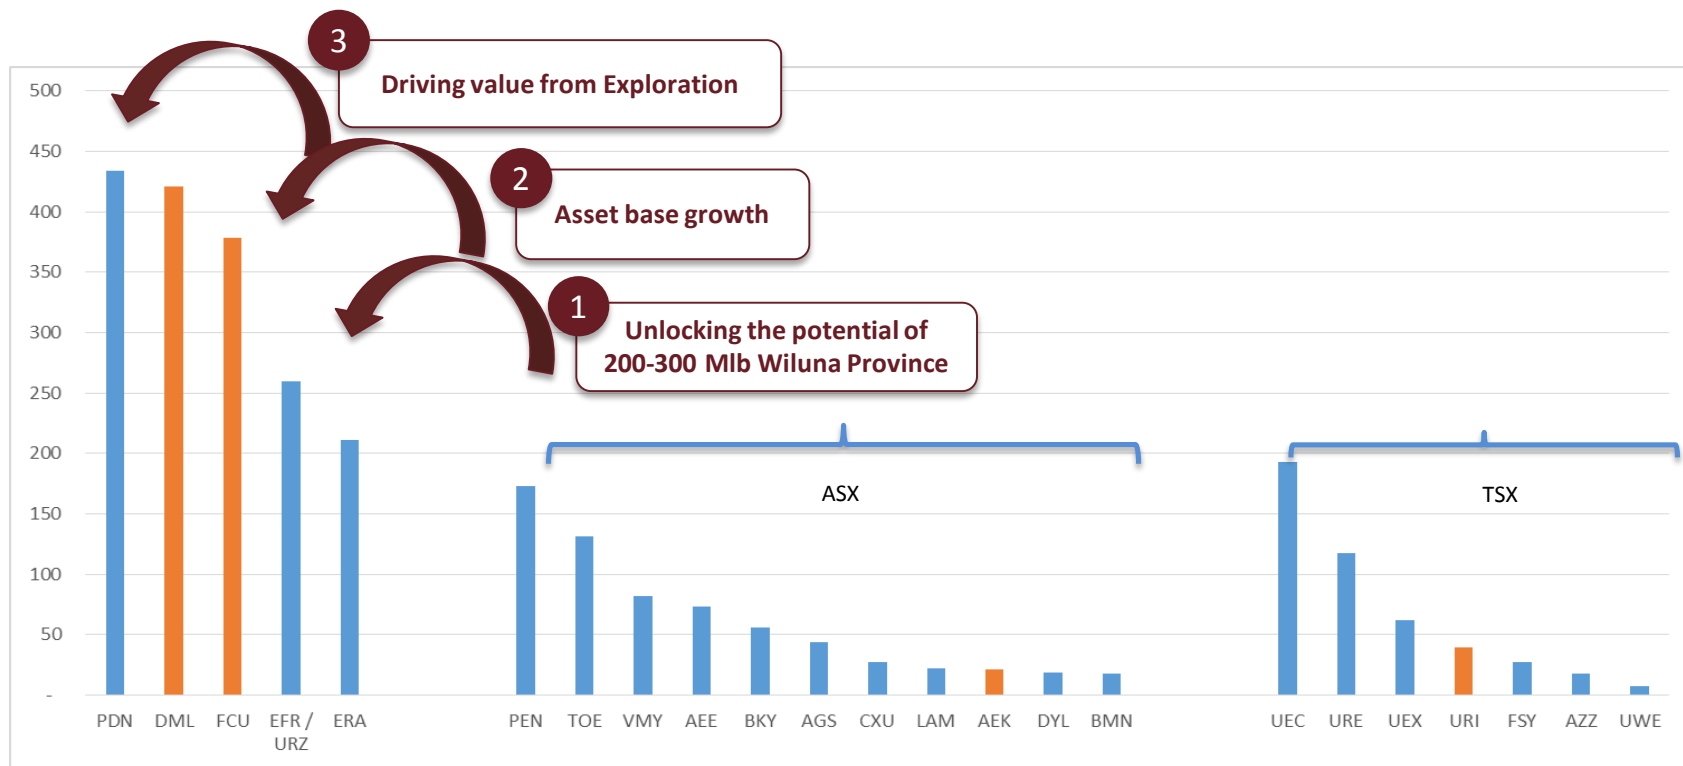 3
Driving value from Exploration
2
Asset base growth
1
Unlocking the potential of
200-300 Mlb Wiluna Province
500
450
400
350
300
250
200
150
100
50
-
ASX
TSX
PDN DML FCU EFR / URZ ERA PEN TOE VMY AEE BKY AGS CXU LAM AEK DYL BMN UEC URE UEX URI FSY AZZ UWE